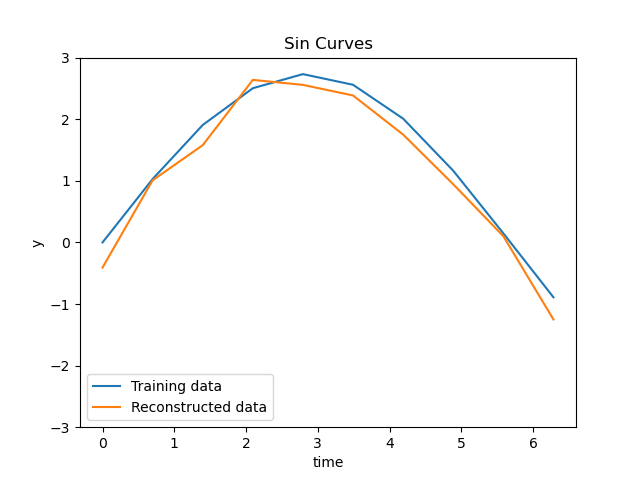 Sin Curves
y
3
2
1
0
−1
−2
−3
Training data
Reconstructed data
0 1 2 3 4 5 6
time